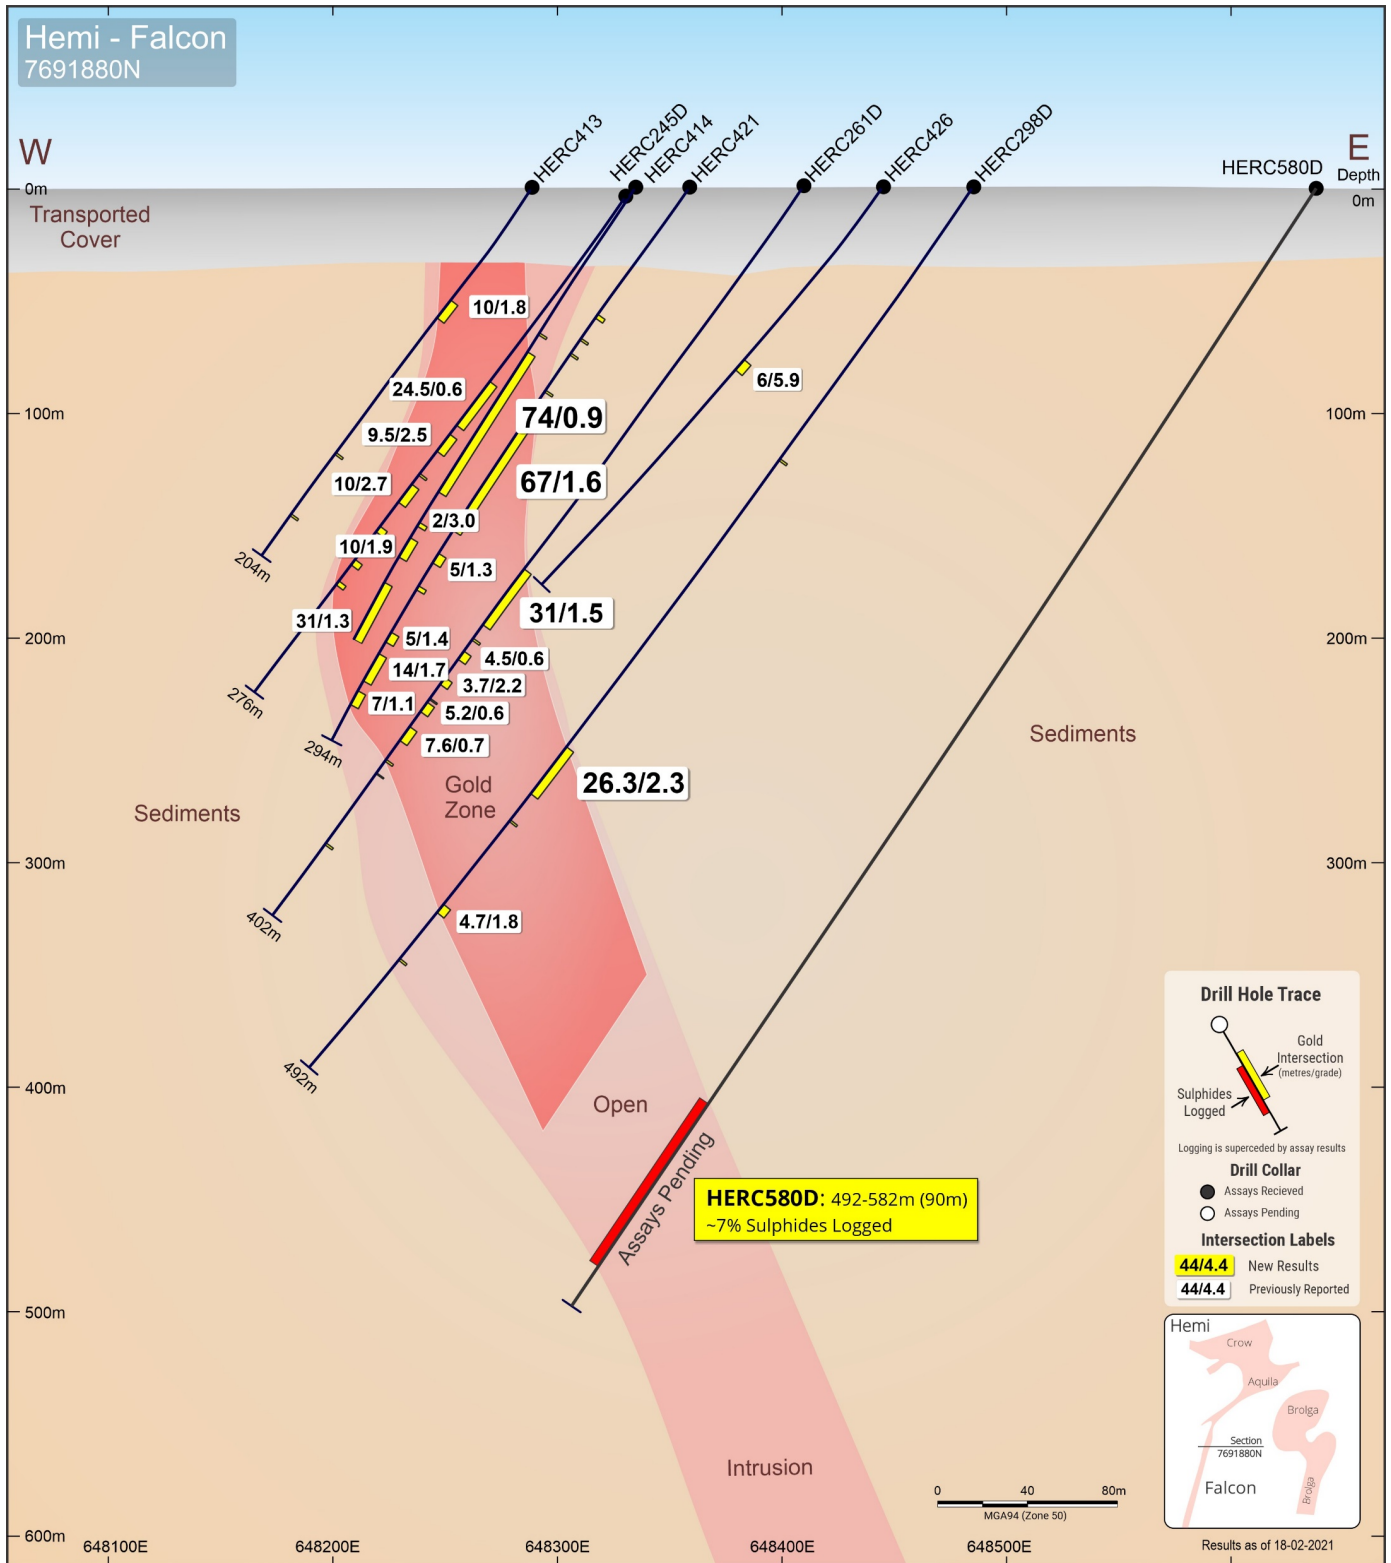 Hemi - Falcon
7691880N
W
E
HERC413
HERC245D
HERC414
HERC421
HERC261D
HERC426
HERC298D
HERC580D
Depth
0m
0m
Transported
Cover
10/1.8
24.5/0.6
6/5.9
74/0.9
100m
100m
9.5/2.5
67/1.6
10/2.7
2/3.0
10/1.9
204m
5/1.3
31/1.5
31/1.3
200m
200m
5/1.4
4.5/0.6
14/1.7
3.7/2.2
276m
7/1.1
5.2/0.6
294m
7.6/0.7
Sediments
26.3/2.3
Gold
Zone
Sediments
300m
300m
402m
4.7/1.8
492m
400m
Open
Assays Pending
HERC580D: 492-582m (90m)
~7% Sulphides Logged
500m
Intrusion
600m
648100E
648200E
648300E
648400E
648500E
0 40 80m
MGA94 (Zone 50)
Drill Hole Trace
Gold
Intersection
(metres/grade)
Sulphides
Logged
Logging is superceded by assay results
Drill Collar
Assays Recieved
Assays Pending
Intersection Labels
44/4.4 New Results
44/4.4 Previously Reported
Hemi
Crow
Aquila
Brolga
Section
7691880N
Falcon
Brolga
Results as of 18-02-2021